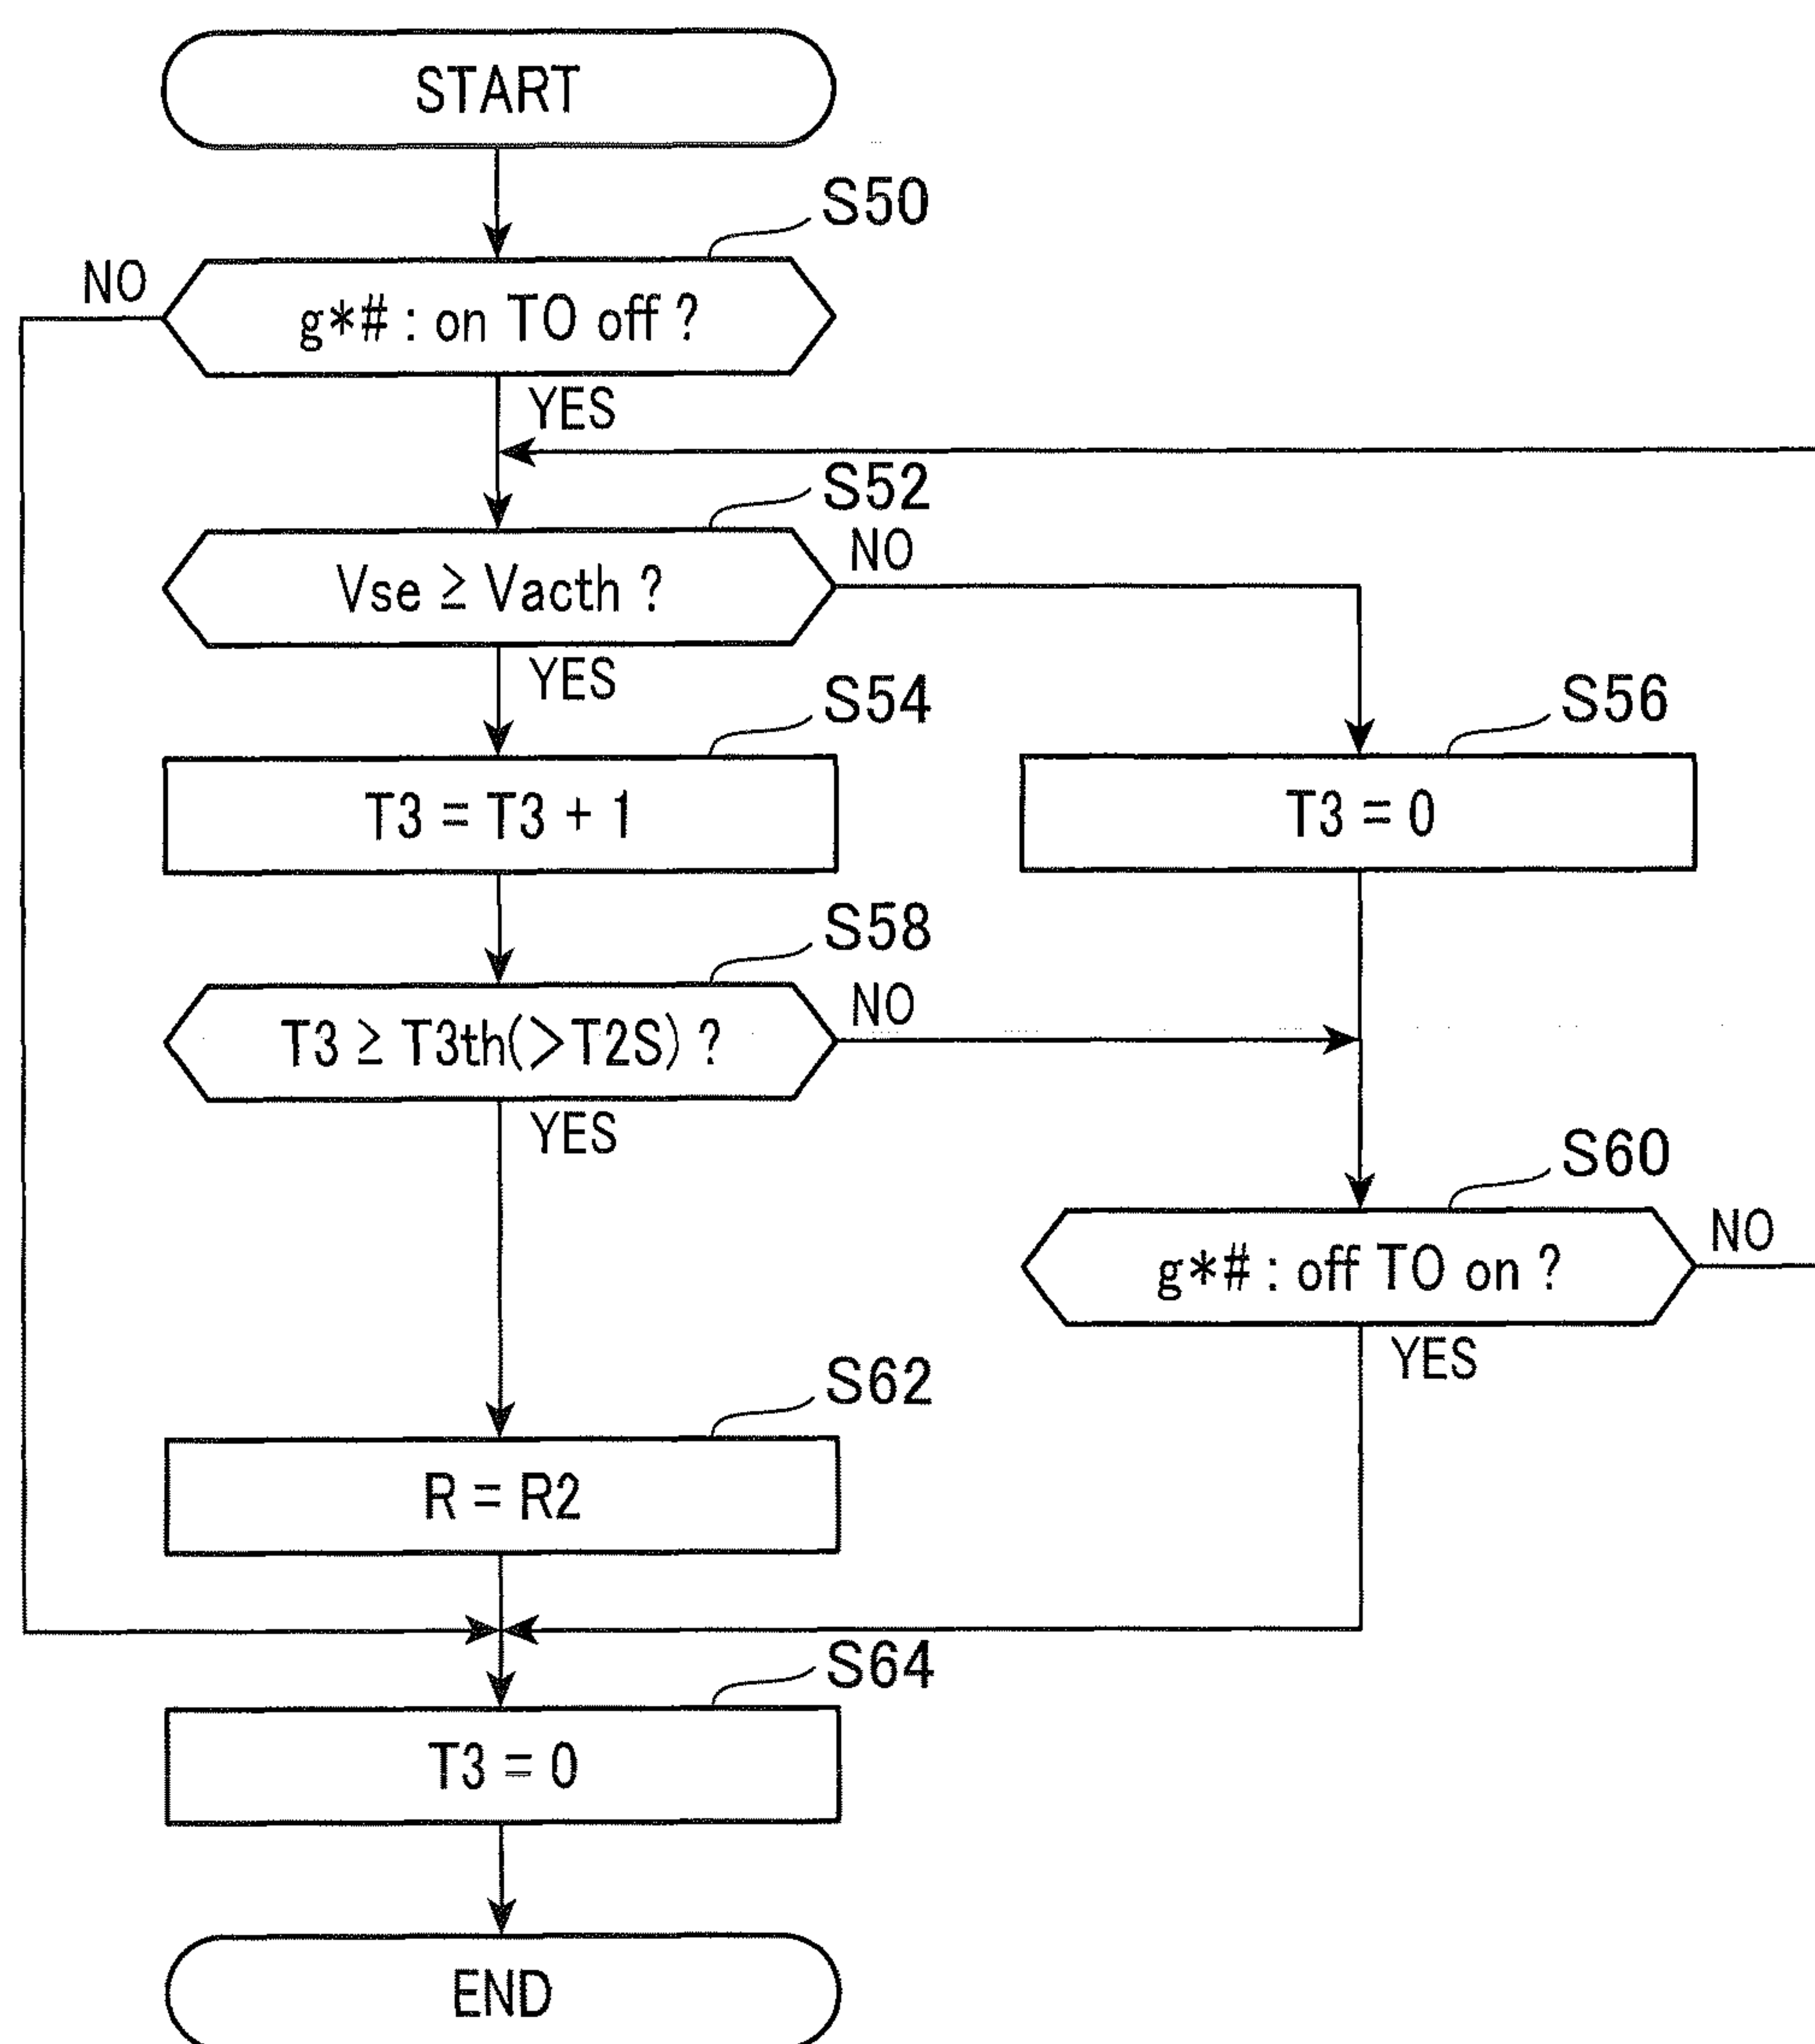 START
S50
NO
g*# : on TO off ?
YES
S52
NO
Vse ≥ Vacth ?
YES
S54
S56
T3 = T3 + 1
T3 = 0
S58
NO
T3 ≥ T3th(>T2S) ?
YES
S60
NO
g*# : off TO on ?
YES
S62
R = R2
S64
T3 = 0
END